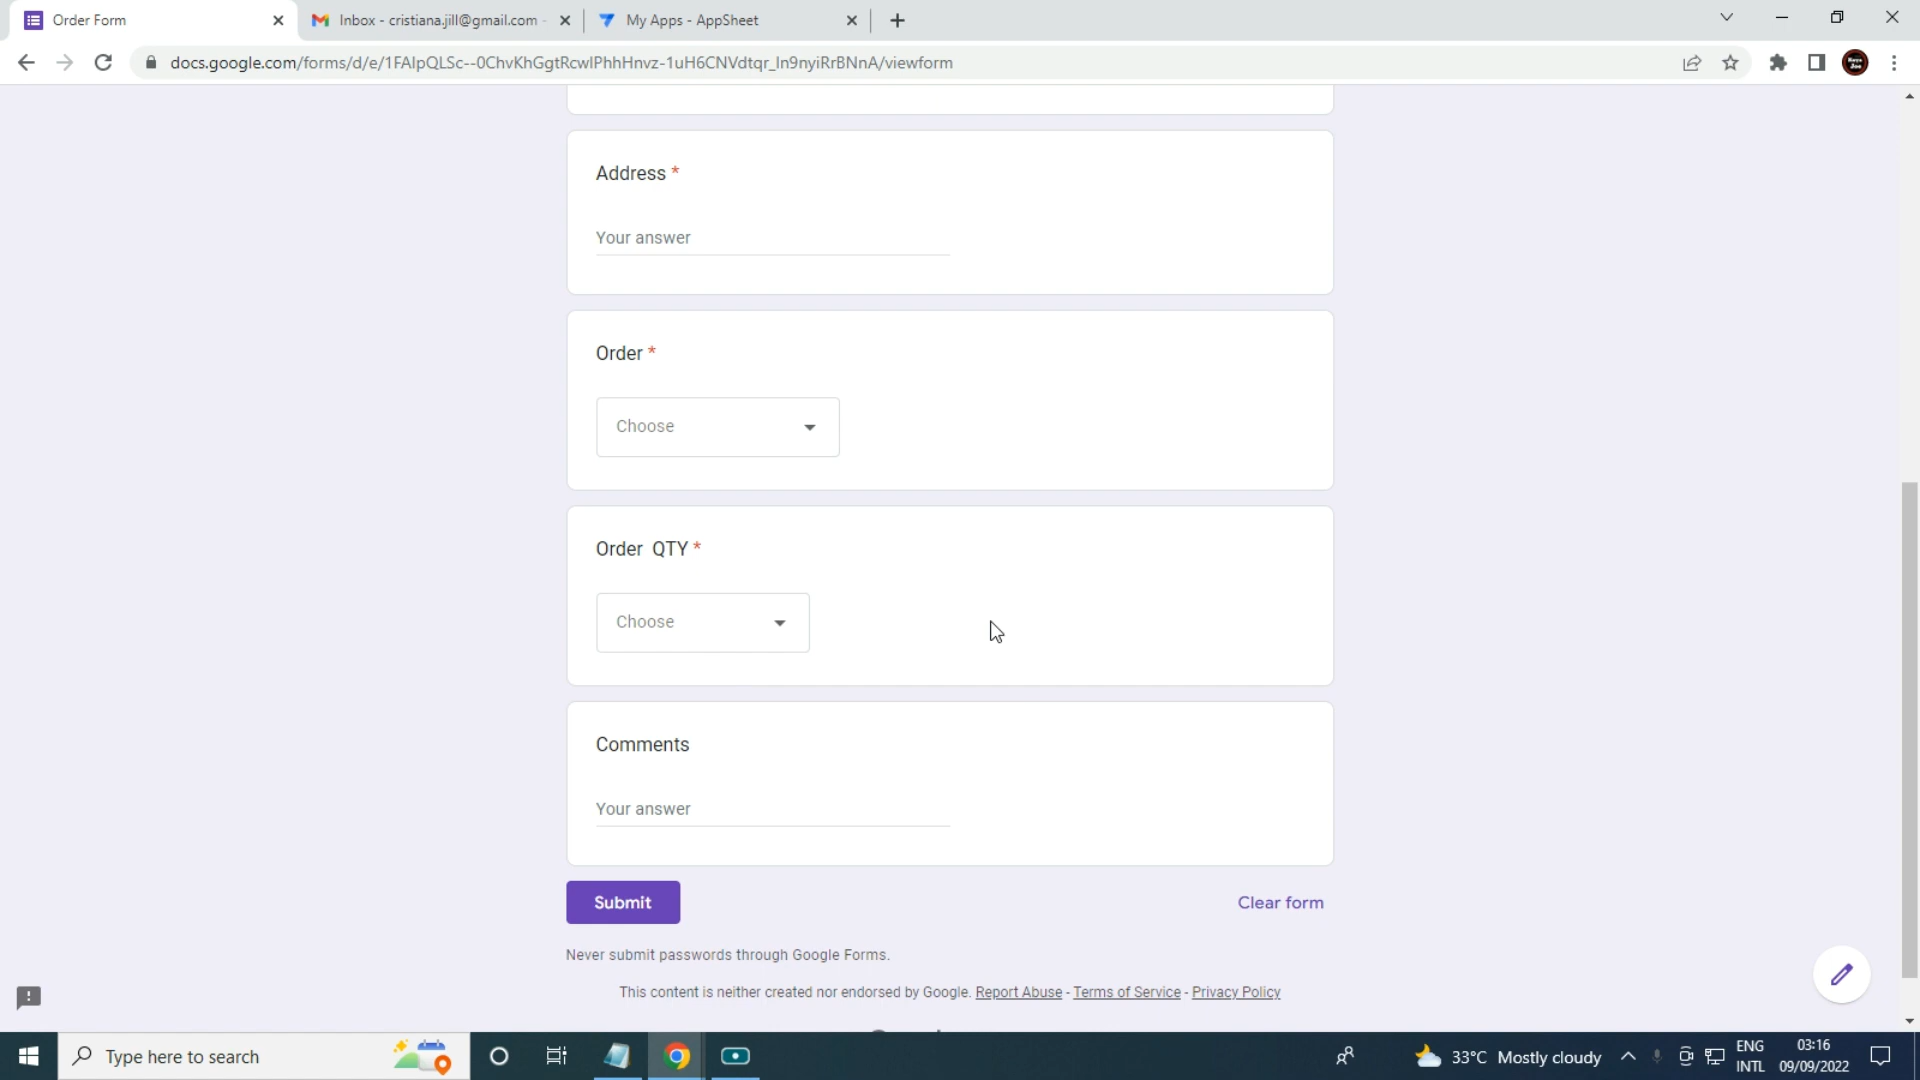 Order Form
Inbox - cristiana.jill@gmail.com -
My Apps - AppSheet
docs.google.com/forms/d/e/1FAIpQLSc--0ChvKhGgtRcwIPhhHnvz-1uH6CNVdtqr_In9nyiRrBNnA/viewform
Address *
Your answer
Order *
Choose
Order QTY *
Choose
Comments
Your answer
Submit
Clear form
Never submit passwords through Google Forms.
This content is neither created nor endorsed by Google. Report Abuse - Terms of Service - Privacy Policy
Type here to search
33°C Mostly cloudy
ENG
INTL
03:16
09/09/2022